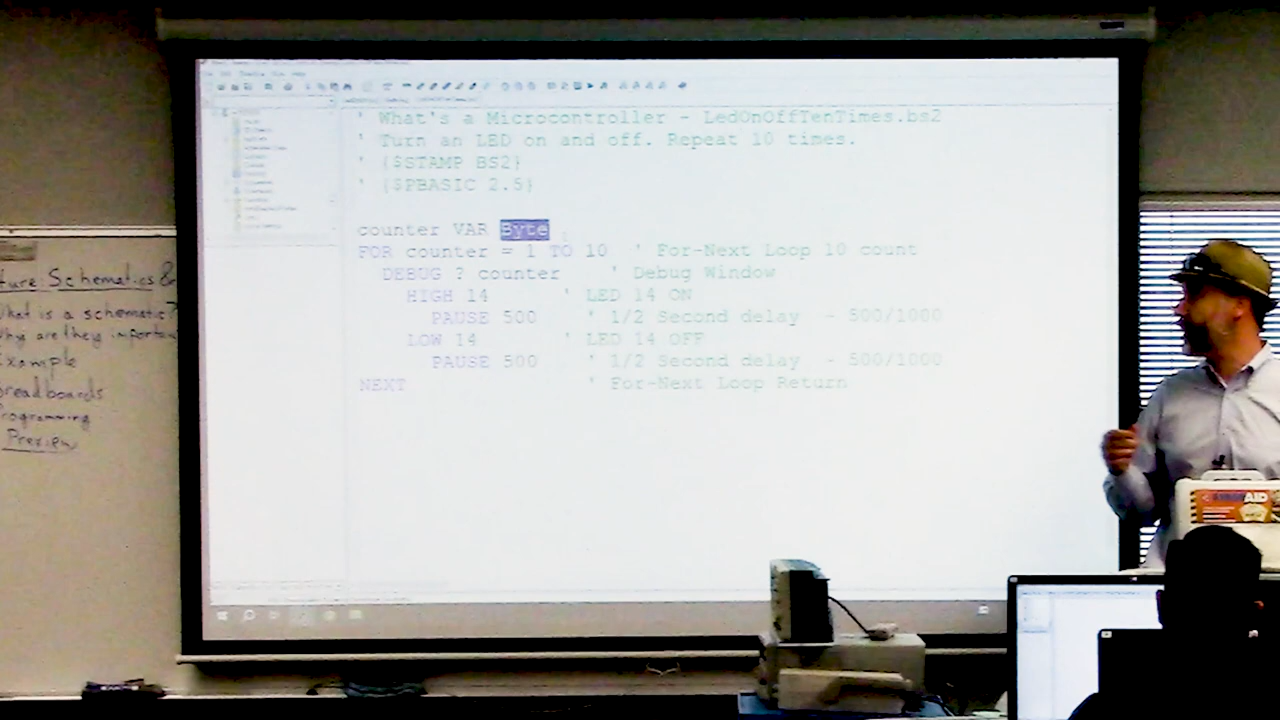 ' What's a Microcontroller - LedOnOffTenTimes.bs2
' Turn an LED on and off. Repeat 10 times.
' {$STAMP BS2}
' {$PBASIC 2.5}
counter VAR Byte
FOR counter = 1 TO 10 ' For-Next Loop 10 count
DEBUG ? counter ' Debug Window
HIGH 14 ' LED 14 ON
PAUSE 500 ' 1/2 Second delay - 500/1000
LOW 14 ' LED 14 OFF
PAUSE 500 ' 1/2 Second delay - 500/1000
NEXT ' For-Next Loop Return
ture: Schematics &
What is a schematic?
Why are they importan
Example
Breadboards
Programming
Preview
AID